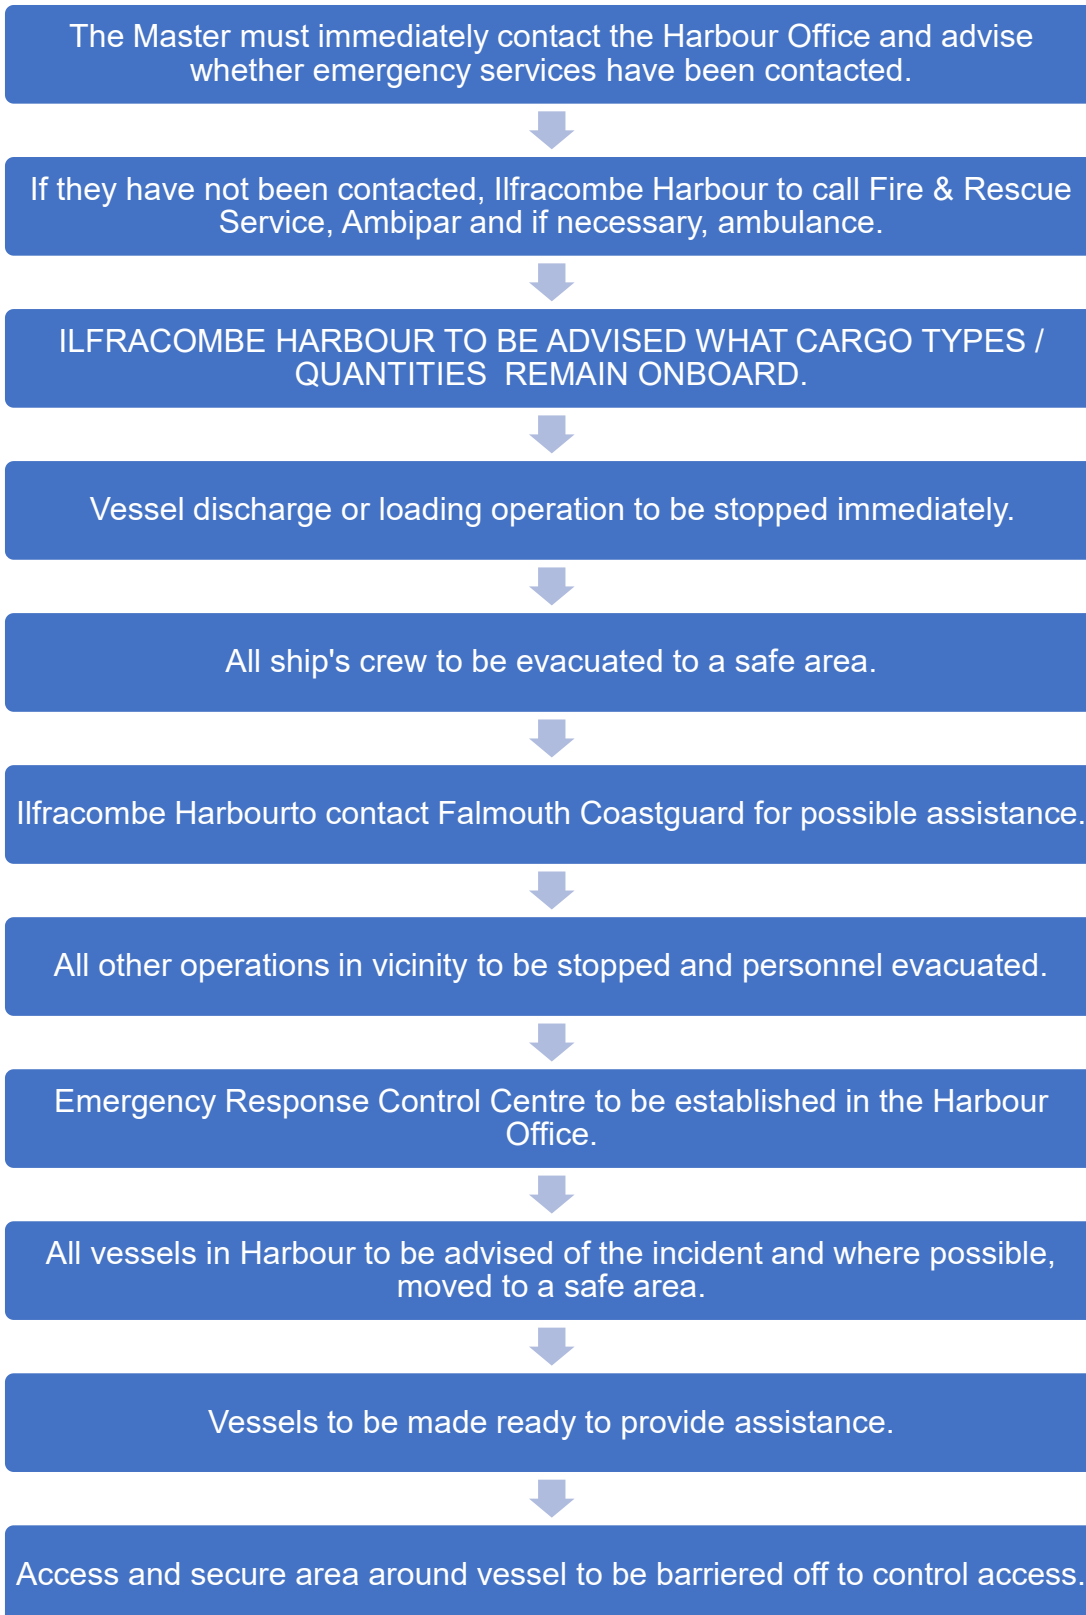 The Master must immediately contact the Harbour Office and advise
whether emergency services have been contacted.
If they have not been contacted, Ilfracombe Harbour to call Fire & Rescue
Service, Ambipar and if necessary, ambulance.
ILFRACOMBE HARBOUR TO BE ADVISED WHAT CARGO TYPES /
QUANTITIES  REMAIN ONBOARD.
Vessel discharge or loading operation to be stopped immediately.
All ship's crew to be evacuated to a safe area.
Ilfracombe Harbourto contact Falmouth Coastguard for possible assistance.
All other operations in vicinity to be stopped and personnel evacuated.
Emergency Response Control Centre to be established in the Harbour
Office.
All vessels in Harbour to be advised of the incident and where possible,
moved to a safe area.
Vessels to be made ready to provide assistance.
Access and secure area around vessel to be barriered off to control access.